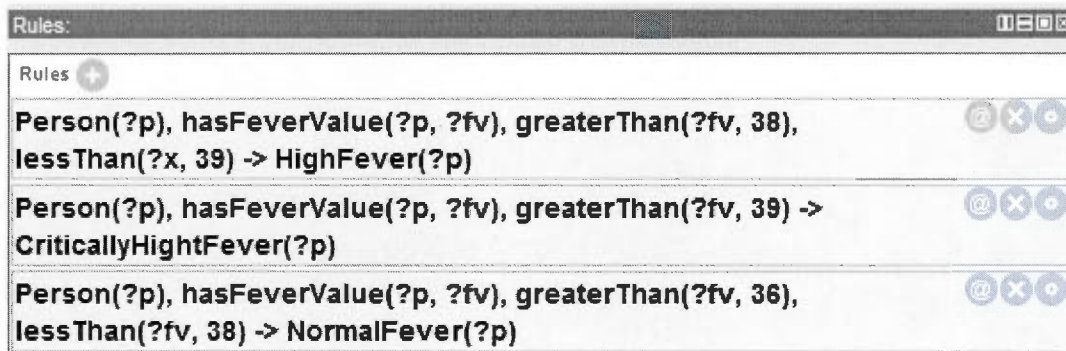 Rules:
Rules
Person(?p), hasFeverValue(?p, ?fv), greaterThan(?fv, 38),
lessThan(?x, 39) -> HighFever(?p)
Person(?p), hasFeverValue(?p, ?fv), greaterThan(?fv, 39) ->
CriticallyHightFever(?p)
Person(?p), hasFeverValue(?p, ?fv), greaterThan(?fv, 36),
lessThan(?fv, 38) -> NormalFever(?p)